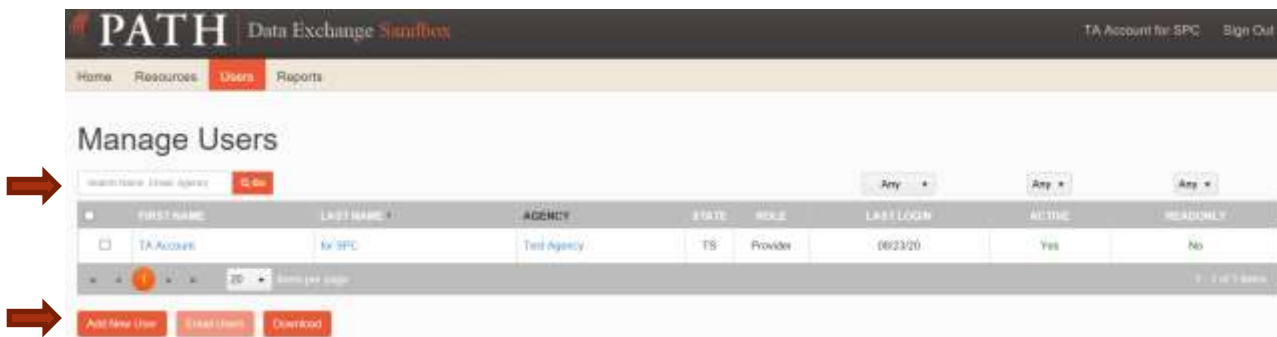 PATH Data Exchange Sandbox TA Account for SPC Sign Out
Home Resources Users Reports
Manage Users
Search Name, Email, Agency Go Any Any Any
FIRST NAME LAST NAME AGENCY STATE ROLE LAST LOGIN ACTIVE READONLY
TA Account for SPC Test Agency TS Provider 06/23/20 Yes No
1 20 items per page 1 - 1 of 1 items
Add New User Email Users Download